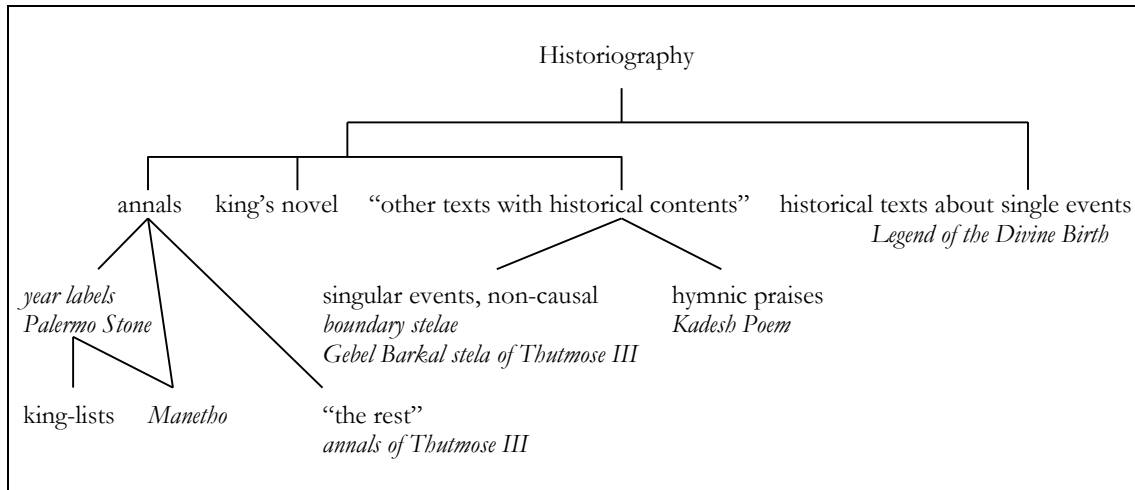 Historiography
annals
king's novel
“other texts with historical contents”
historical texts about single events
Legend of the Divine Birth
year labels
Palermo Stone
singular events, non-causal
boundary stelae
Gebel Barkal stela of Thutmose III
hymnic praises
Kadesh Poem
king-lists
Manetho
“the rest”
annals of Thutmose III